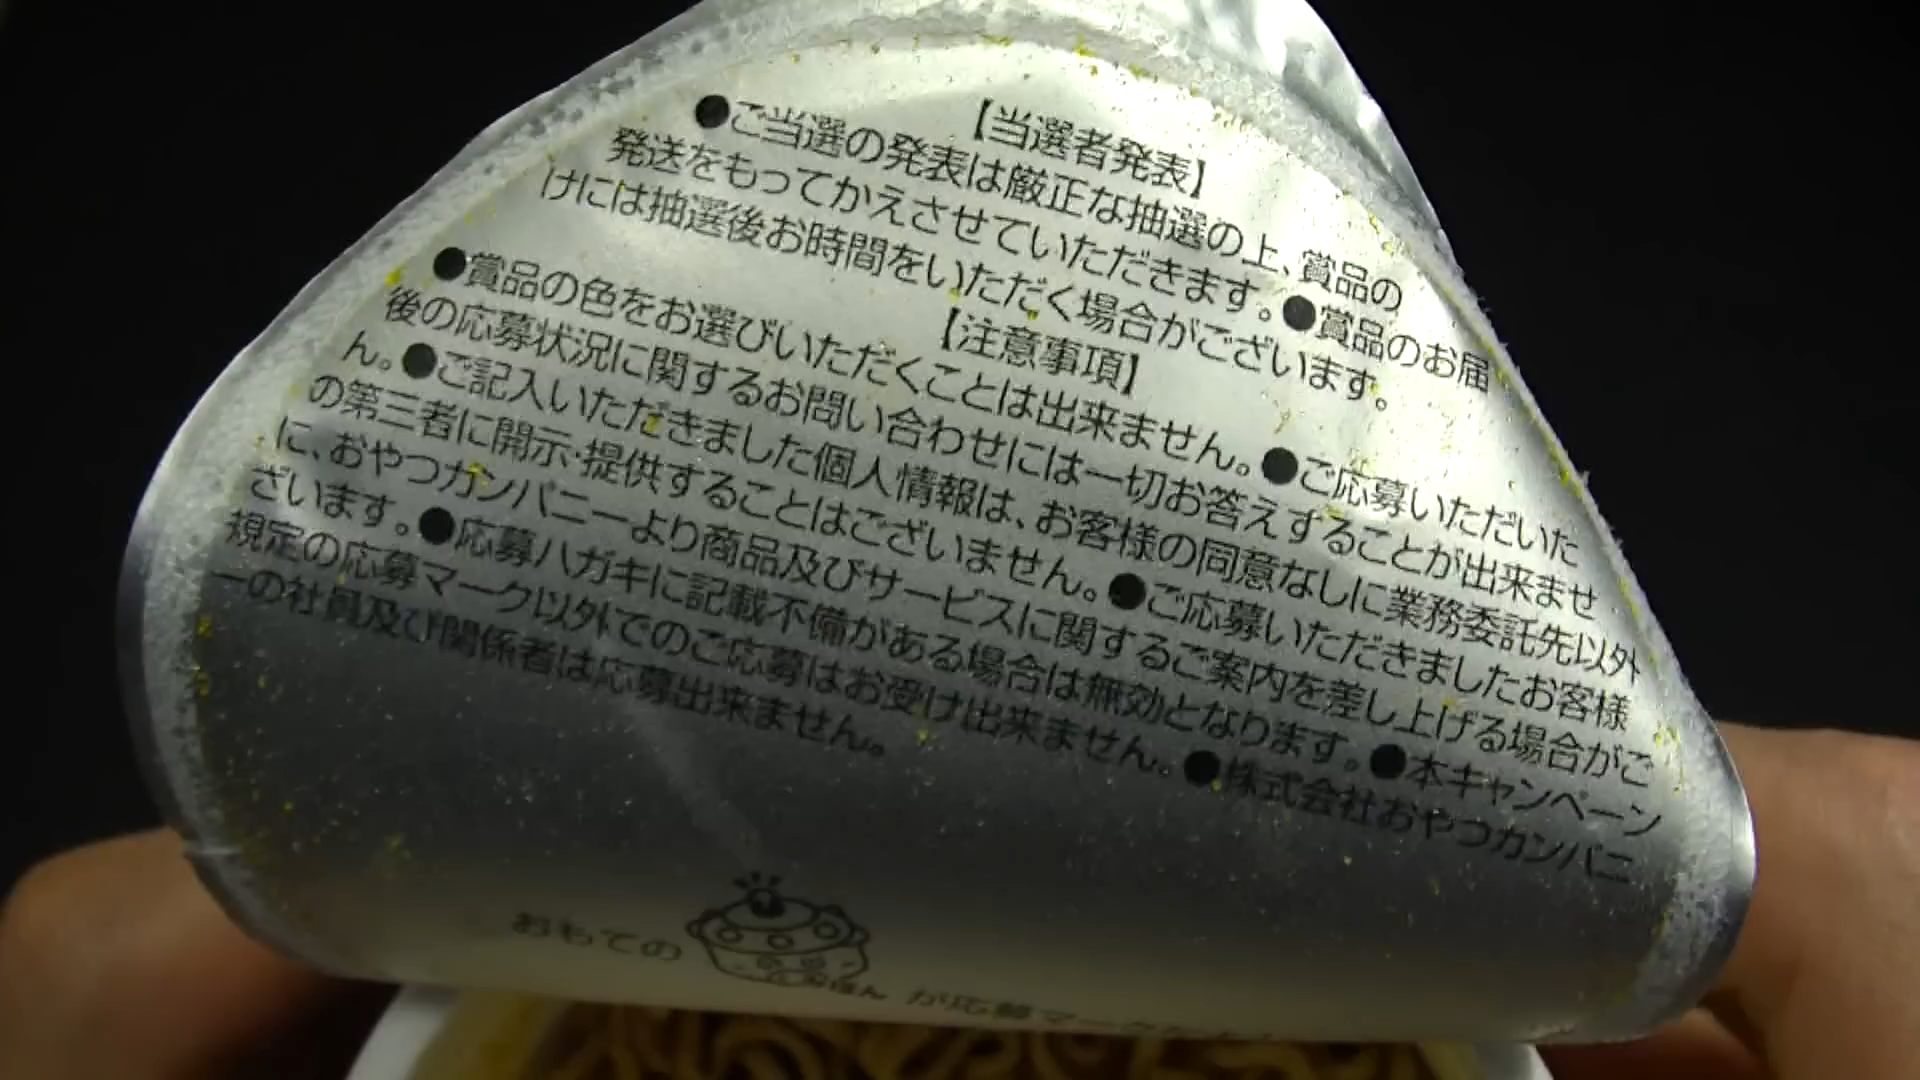 【当選者発表】
●ご当選の発表は厳正な抽選の上、賞品の
発送をもってかえさせていただきます。●賞品のお届
けには抽選後お時間をいただく場合がございます。
【注意事項】
●賞品の色をお選びいただくことは出来ません。●ご応募いただいた
後の応募状況に関するお問い合わせには一切お答えすることが出来ませ
ん。●ご記入いただきました個人情報は、お客様の同意なしに業務委託先以外
の第三者に開示・提供することはございません。●ご応募いただきましたお客様
に、おやつカンパニーより商品及びサービスに関するご案内を差し上げる場合がご
ざいます。●応募ハガキに記載不備がある場合は無効となります。●本キャンペーン
規定の応募マーク以外でのご応募はお受け出来ません。●株式会社おやつカンパニ
ーの社員及び関係者は応募出来ません。
おもての
みほん
が応募マーク